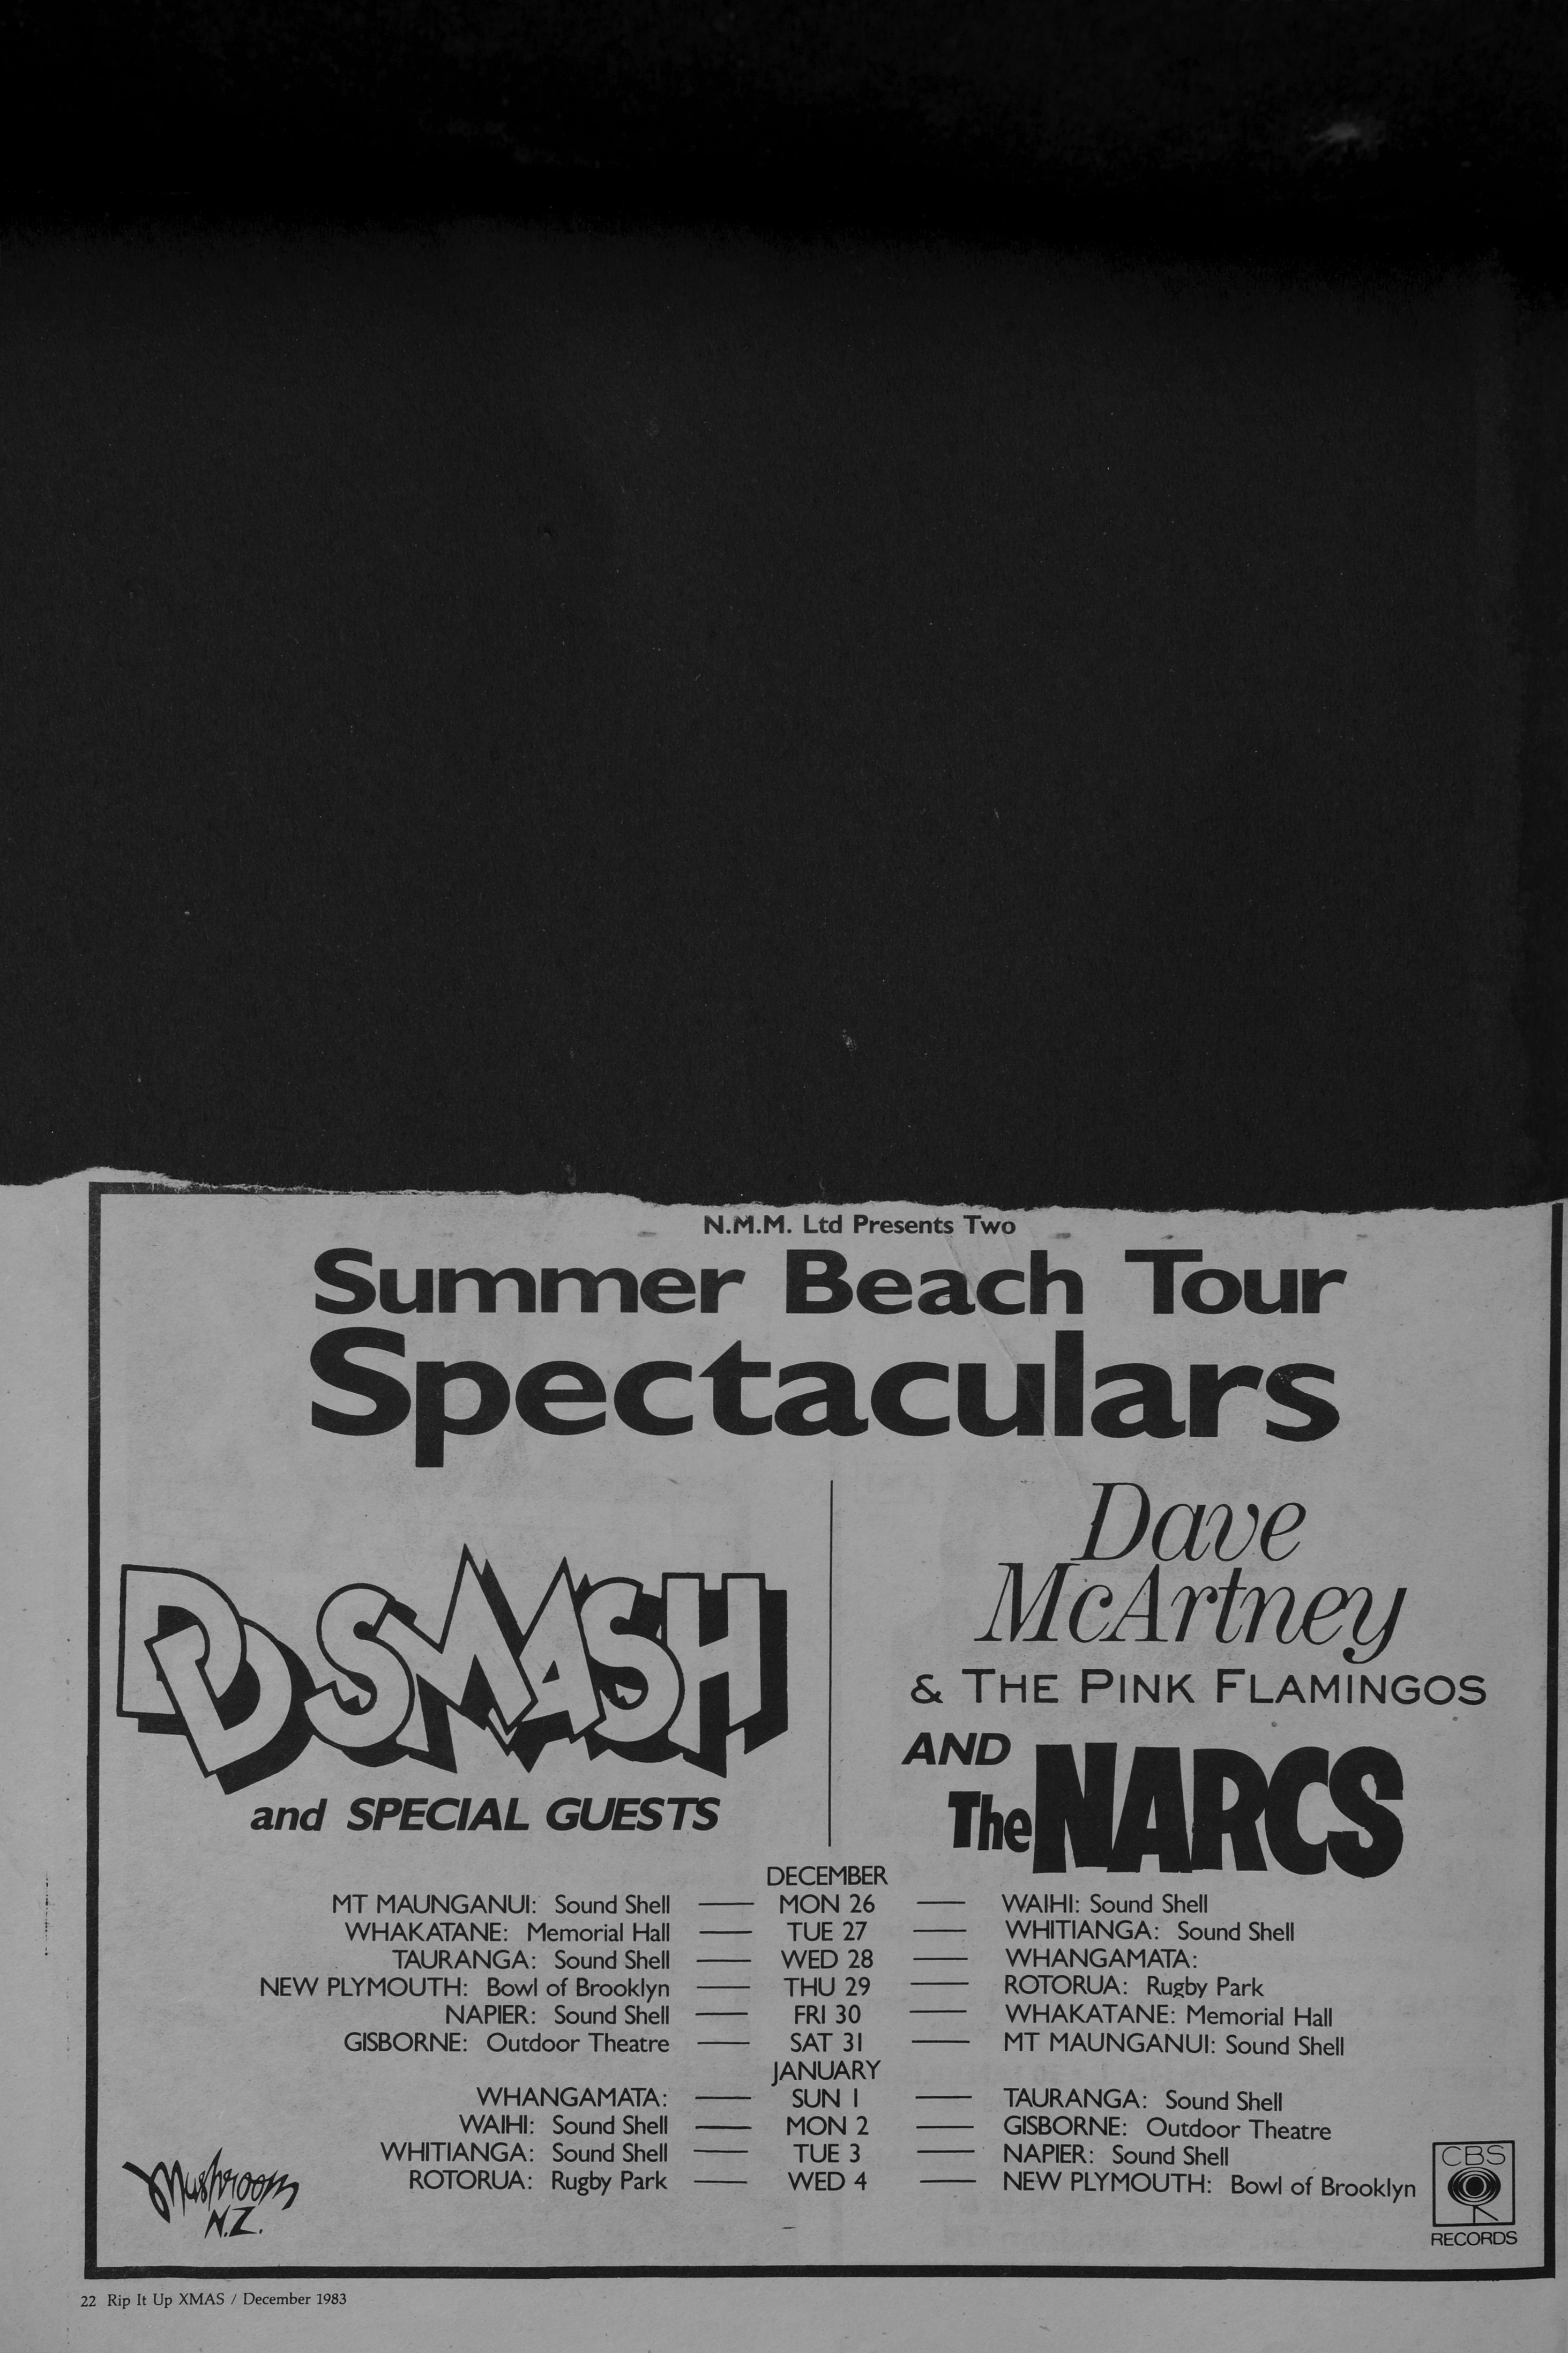 N.M.M. Ltd Presents Two
Summer Beach Tour
Spectaculars
DD SMASH
and SPECIAL GUESTS
Dave
McArtney
& THE PINK FLAMINGOS
AND
The NARCS
DECEMBER
MT MAUNGANUI: Sound Shell — MON 26 — WAIHI: Sound Shell
WHAKATANE: Memorial Hall — TUE 27 — WHITIANGA: Sound Shell
TAURANGA: Sound Shell — WED 28 — WHANGAMATA:
NEW PLYMOUTH: Bowl of Brooklyn — THU 29 — ROTORUA: Rugby Park
NAPIER: Sound Shell — FRI 30 — WHAKATANE: Memorial Hall
GISBORNE: Outdoor Theatre — SAT 31 — MT MAUNGANUI: Sound Shell
JANUARY
WHANGAMATA: — SUN 1 — TAURANGA: Sound Shell
WAIHI: Sound Shell — MON 2 — GISBORNE: Outdoor Theatre
WHITIANGA: Sound Shell — TUE 3 — NAPIER: Sound Shell
ROTORUA: Rugby Park — WED 4 — NEW PLYMOUTH: Bowl of Brooklyn
Mushroom
N.Z.
CBS
RECORDS
22 Rip It Up XMAS / December 1983